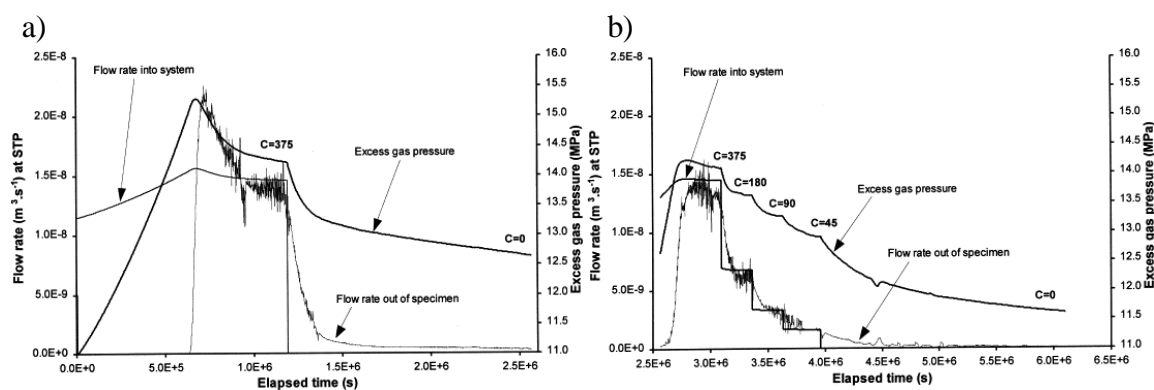 a)
2.5E-8
2.0E-8
1.5E-8
1.0E-8
5.0E-9
0.0E+0
Flow rate (m³.s⁻¹) at STP
Flow rate into system
C=375
Excess gas pressure
C=0
Flow rate out of specimen
16.0
15.5
15.0
14.5
14.0
13.5
13.0
12.5
12.0
11.5
11.0
Excess gas pressure (MPa)
0.0E+0 5.0E+5 1.0E+6 1.5E+6 2.0E+6 2.5E+6
Elapsed time (s)
b)
2.5E-8
2.0E-8
1.5E-8
1.0E-8
5.0E-9
0.0E+0
Flow rate (m³.s⁻¹) at STP
Flow rate into system
C=375
C=180
C=90
C=45
Excess gas pressure
Flow rate out of specimen
C=0
16.0
15.5
15.0
14.5
14.0
13.5
13.0
12.5
12.0
11.5
11.0
Excess gas pressure (MPa)
2.5E+6 3.0E+6 3.5E+6 4.0E+6 4.5E+6 5.0E+6 5.5E+6 6.0E+6 6.5E+6
Elapsed time (s)